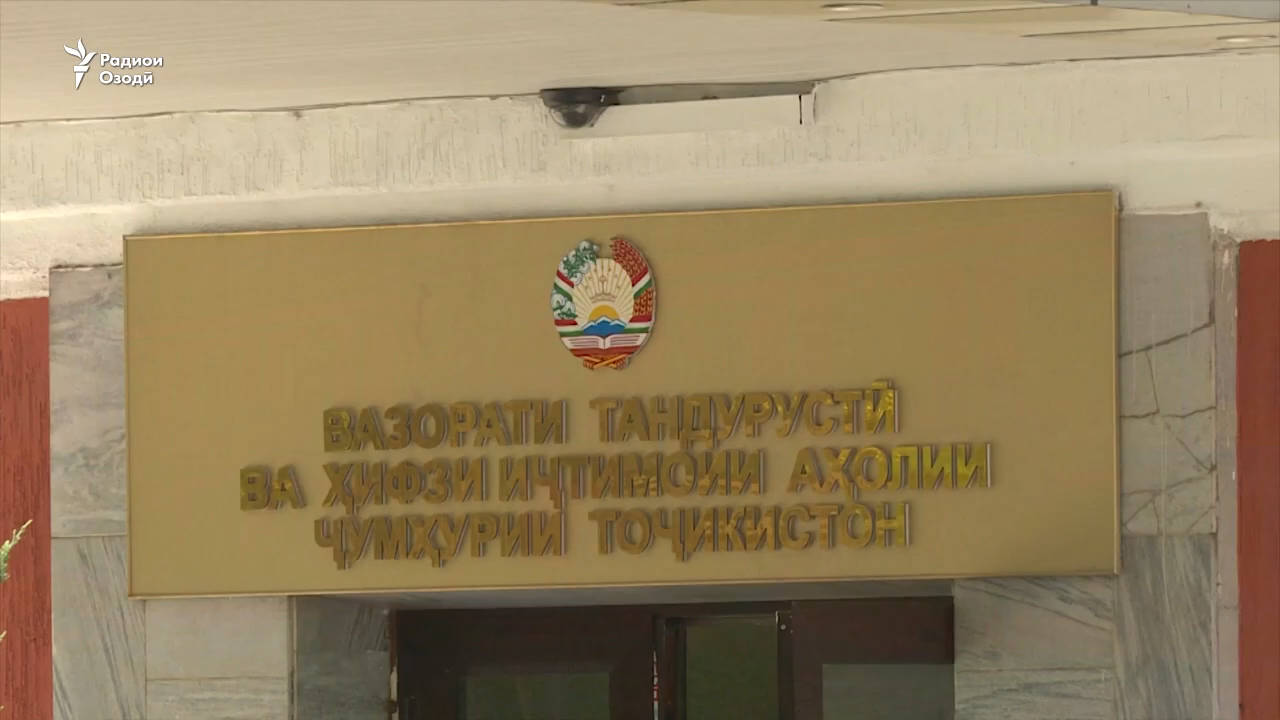 Радиои
Озодӣ
ВАЗОРАТИ ТАНДУРУСТӢ
ВА ҲИФЗИ ИҶТИМОИИ АҲОЛИИ
ҶУМҲУРИИ ТОҶИКИСТОН